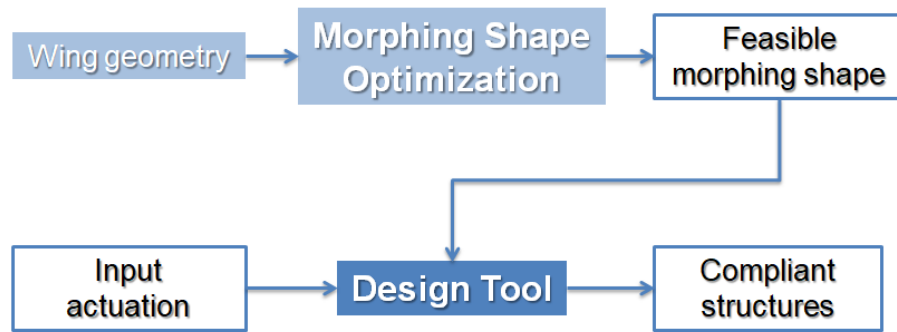 Wing geometry
Morphing Shape
Optimization
Feasible
morphing shape
Input
actuation
Design Tool
Compliant
structures